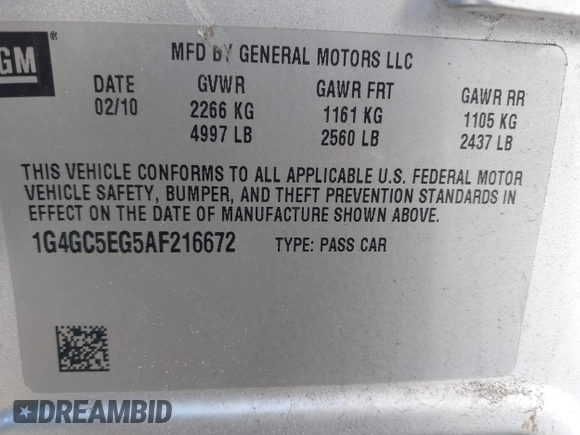 GM ®
MFD BY GENERAL MOTORS LLC
DATE GVWR GAWR FRT GAWR RR
02/10 2266 KG 1161 KG 1105 KG
4997 LB 2560 LB 2437 LB
THIS VEHICLE CONFORMS TO ALL APPLICABLE U.S. FEDERAL MOTOR
VEHICLE SAFETY, BUMPER, AND THEFT PREVENTION STANDARDS IN
EFFECT ON THE DATE OF MANUFACTURE SHOWN ABOVE.
1G4GC5EG5AF216672 TYPE: PASS CAR
DREAMBID